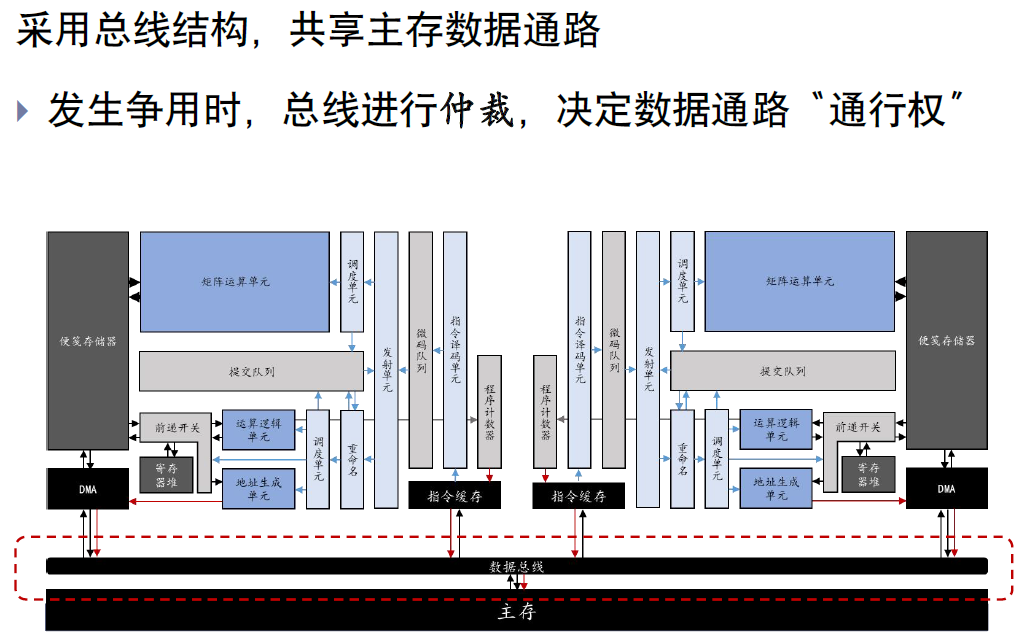 采用总线结构，共享主存数据通路
发生争用时，总线进行仲裁，决定数据通路“通行权”
便笺存储器
矩阵运算单元
调度单元
发射单元
微码队列
指令译码单元
程序计数器
提交队列
前递开关
运算逻辑单元
调度单元
重命名
寄存器堆
地址生成单元
DMA
指令缓存
程序计数器
指令译码单元
微码队列
发射单元
调度单元
矩阵运算单元
便笺存储器
提交队列
重命名
调度单元
运算逻辑单元
前递开关
寄存器堆
地址生成单元
DMA
指令缓存
数据总线
主存